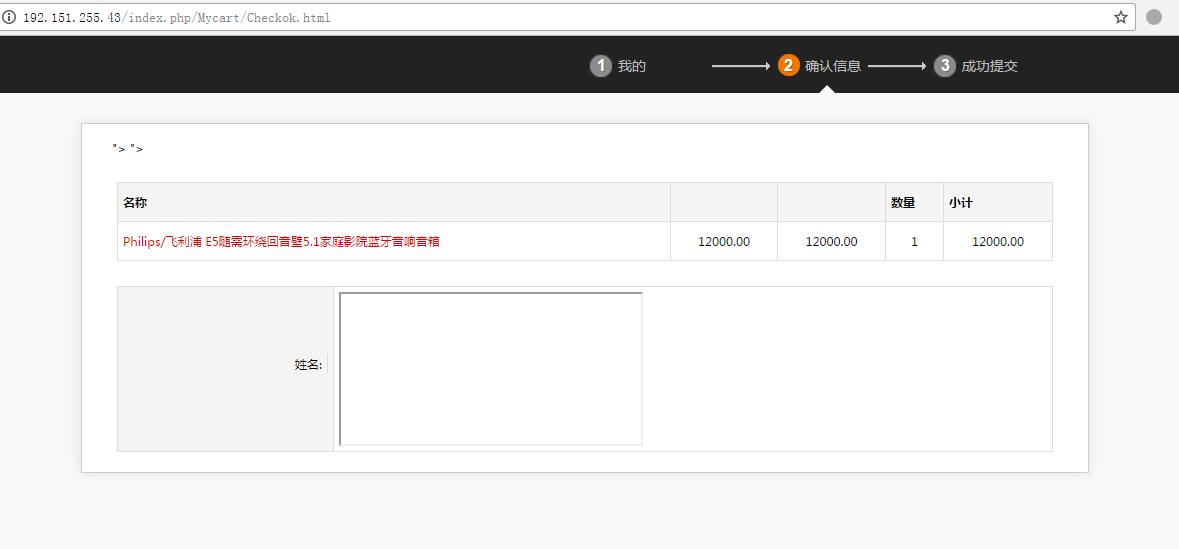 192.151.255.43/index.php/Mycart/Checkok.html
1 我的 2 确认信息 3 成功提交
"> ">
名称 数量 小计
Philips/飞利浦 E5随需环绕回音壁5.1家庭影院蓝牙音响音箱 12000.00 12000.00 1 12000.00
姓名: